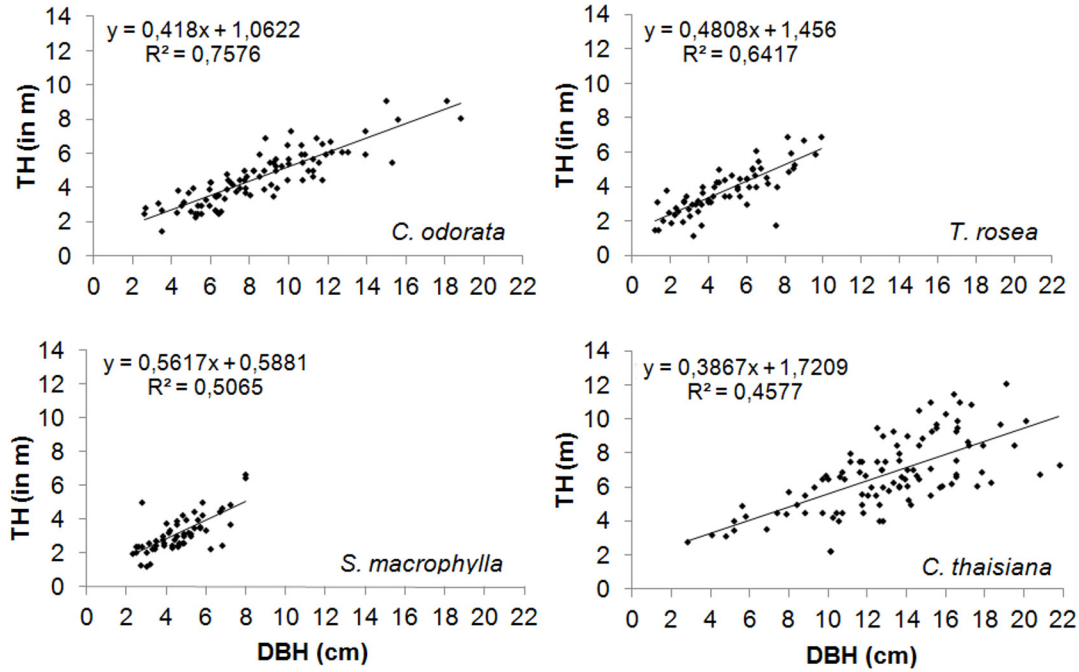 y = 0,418x + 1,0622
R² = 0,7576
TH (in m)
14
12
10
8
6
4
2
0
C. odorata
0 2 4 6 8 10 12 14 16 18 20 22
y = 0,4808x + 1,456
R² = 0,6417
TH (in m)
14
12
10
8
6
4
2
0
T. rosea
0 2 4 6 8 10 12 14 16 18 20 22
y = 0,5617x + 0,5881
R² = 0,5065
TH (in m)
14
12
10
8
6
4
2
0
S. macrophylla
0 2 4 6 8 10 12 14 16 18 20 22
DBH (cm)
y = 0,3867x + 1,7209
R² = 0,4577
TH (m)
14
12
10
8
6
4
2
0
C. thaisiana
0 2 4 6 8 10 12 14 16 18 20 22
DBH (cm)